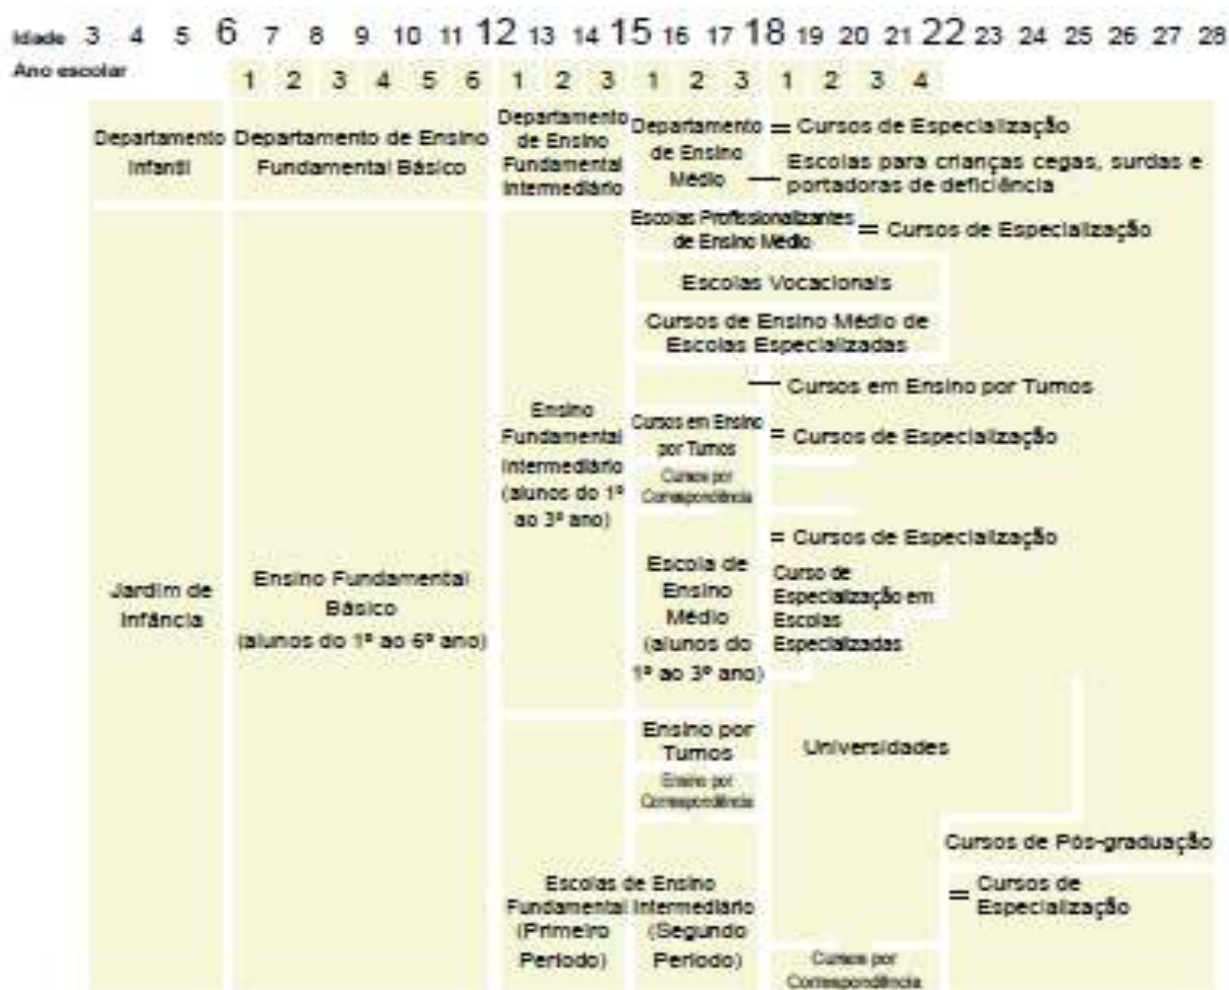 Idade 3 4 5 6 7 8 9 10 11 12 13 14 15 16 17 18 19 20 21 22 23 24 25 26 27 28
Ano escolar 1 2 3 4 5 6 1 2 3 1 2 3 1 2 3 4
Departamento
Infantil
Departamento de Ensino
Fundamental Básico
Departamento
de Ensino
Fundamental
Intermediário
Departamento
de Ensino
Médio
= Cursos de Especialização
Escolas para crianças cegas, surdas e
portadoras de deficiência
Escolas Profissionalizantes
de Ensino Médio
= Cursos de Especialização
Escolas Vocacionais
Cursos de Ensino Médio de
Escolas Especializadas
Cursos em Ensino por Turnos
Jardim de
Infância
Ensino Fundamental
Básico
(alunos do 1º ao 6º ano)
Ensino
Fundamental
Intermediário
(alunos do 1º
ao 3º ano)
Cursos em Ensino
por Turnos
= Cursos de Especialização
Cursos por
Correspondência
= Cursos de Especialização
Escola de
Ensino
Médio
(alunos do
1º ao 3º ano)
Curso de
Especialização em
Escolas
Especializadas
Ensino por
Turnos
Ensino por
Correspondência
Universidades
Cursos de Pós-graduação
= Cursos de
Especialização
Escolas de Ensino
Fundamental Intermediário
(Primeiro
Período)
(Segundo
Período)
Cursos por
Correspondência